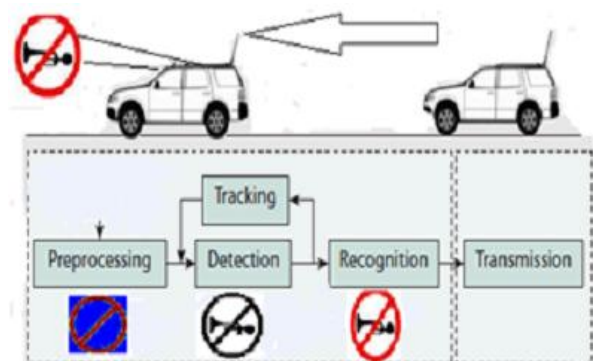 Tracking
Preprocessing
Detection
Recognition
Transmission